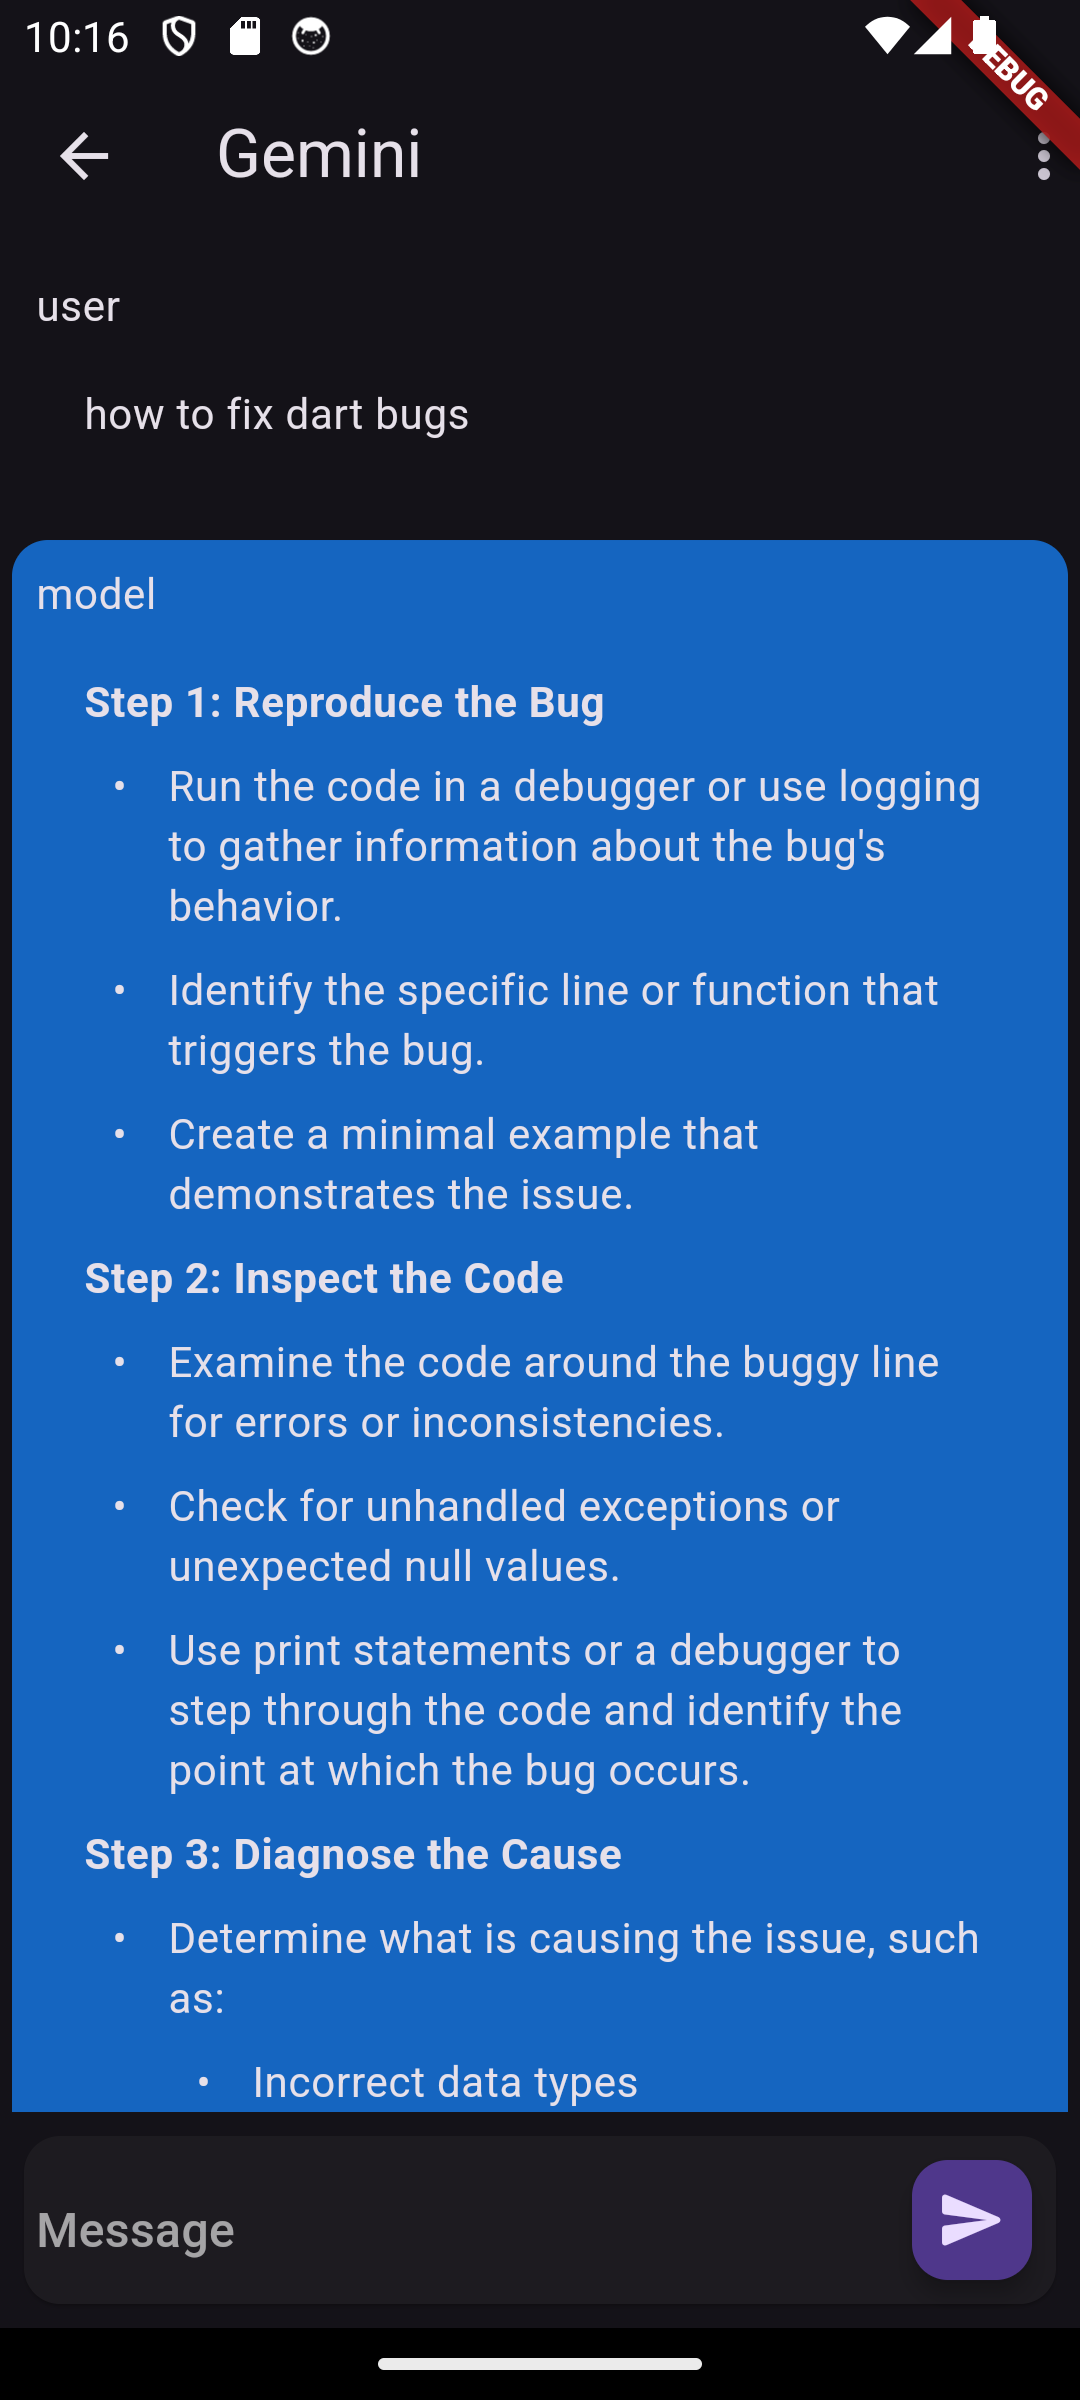 10:16
DEBUG
Gemini
user
how to fix dart bugs
model
Step 1: Reproduce the Bug
• Run the code in a debugger or use logging
to gather information about the bug's
behavior.
• Identify the specific line or function that
triggers the bug.
• Create a minimal example that
demonstrates the issue.
Step 2: Inspect the Code
• Examine the code around the buggy line
for errors or inconsistencies.
• Check for unhandled exceptions or
unexpected null values.
• Use print statements or a debugger to
step through the code and identify the
point at which the bug occurs.
Step 3: Diagnose the Cause
• Determine what is causing the issue, such
as:
• Incorrect data types
Message